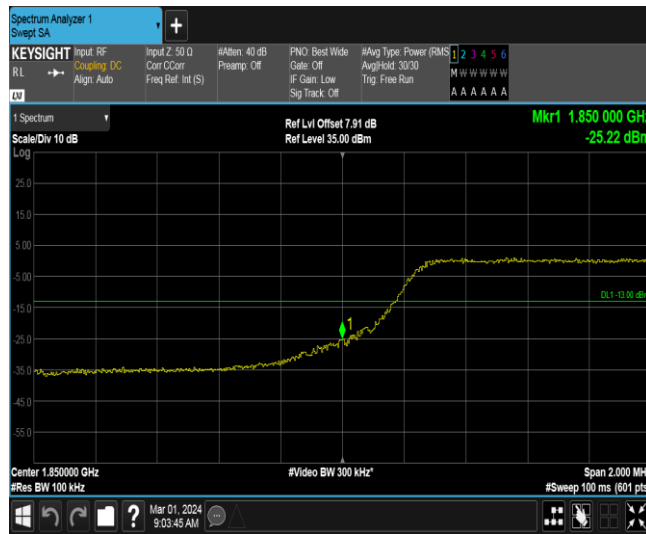 Spectrum Analyzer 1
Swept SA
+
KEYSIGHT
RL
LXI
Input: RF
Coupling: DC
Align: Auto
Input Z: 50 Ω
Corr CCorr
Freq Ref: Int (S)
#Atten: 40 dB
Preamp: Off
PNO: Best Wide
Gate: Off
IF Gain: Low
Sig Track: Off
#Avg Type: Power (RMS
Avg|Hold: 30/30
Trig: Free Run
1 2 3 4 5 6
M W W W W W
A A A A A A
1 Spectrum
Scale/Div 10 dB
Log
Ref Lvl Offset 7.91 dB
Ref Level 35.00 dBm
Mkr1 1.850 000 GHz
-25.22 dBm
25.0
15.0
5.00
-5.00
-15.0
-25.0
-35.0
-45.0
-55.0
DL1 -13.00 dBm
1
Center 1.850000 GHz
#Res BW 100 kHz
#Video BW 300 kHz*
Span 2.000 MH
#Sweep 100 ms (601 pts
?
Mar 01, 2024
9:03:45 AM